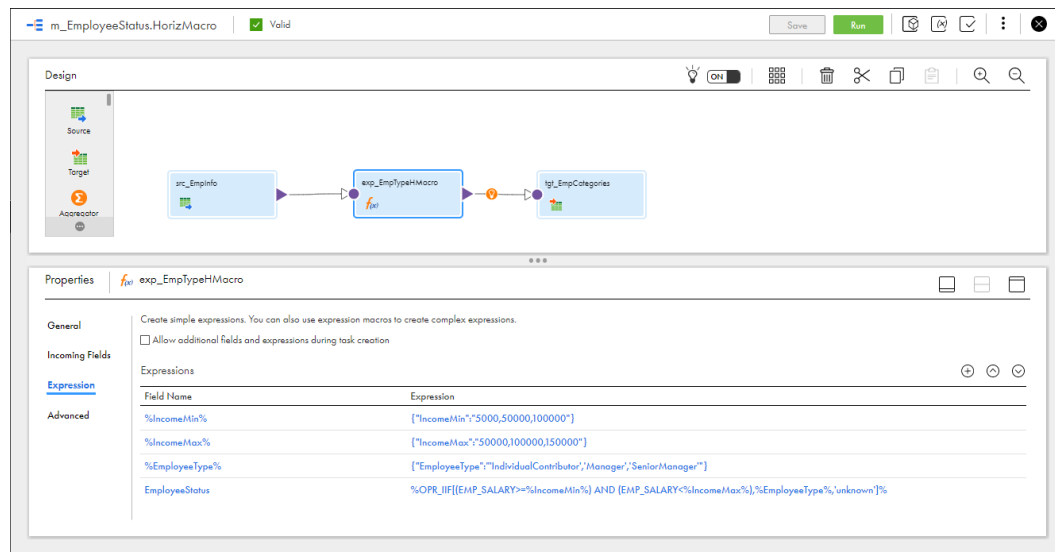 m_EmployeeStatus.HorizMacro Valid Save Run
Design ON
Source
Target
Aggregator
src_EmpInfo exp_EmpTypeHMacro tgt_EmpCategories
f(x)
Properties f(x) exp_EmpTypeHMacro
General
Incoming Fields
Expression
Advanced
Create simple expressions. You can also use expression macros to create complex expressions.
Allow additional fields and expressions during task creation
Expressions
Field Name Expression
%IncomeMin% {"IncomeMin":"5000,50000,100000"}
%IncomeMax% {"IncomeMax":"50000,100000,150000"}
%EmployeeType% {"EmployeeType":"'IndividualContributor','Manager','SeniorManager'"}
EmployeeStatus %OPR_IIF[(EMP_SALARY>=%IncomeMin%) AND (EMP_SALARY<%IncomeMax%),%EmployeeType%,'unknown']%